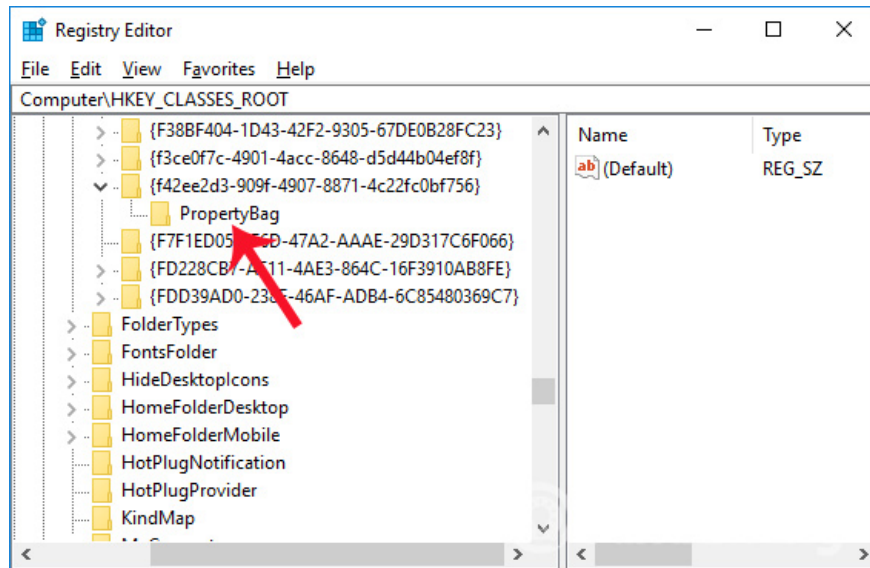 Registry Editor
File Edit View Favorites Help
Computer\HKEY_CLASSES_ROOT
{F38BF404-1D43-42F2-9305-67DE0B28FC23}
{f3ce0f7c-4901-4acc-8648-d5d44b04ef8f}
{f42ee2d3-909f-4907-8871-4c22fc0bf756}
PropertyBag
FolderTypes
FontsFolder
HideDesktopIcons
HomeFolderDesktop
HomeFolderMobile
HotPlugNotification
HotPlugProvider
KindMap
Name Type
ab (Default) REG_SZ